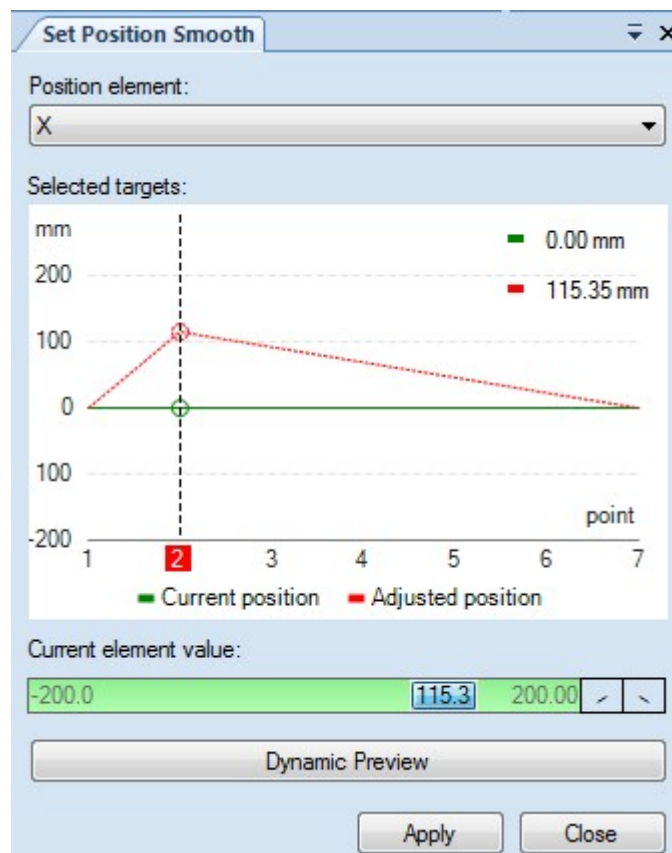 Set Position Smooth
Position element:
X
Selected targets:
mm
0.00 mm
200
115.35 mm
100
0
100
-200
point
1 2 3 4 5 6 7
Current position Adjusted position
Current element value:
-200.0 115.3 200.00
Dynamic Preview
Apply Close